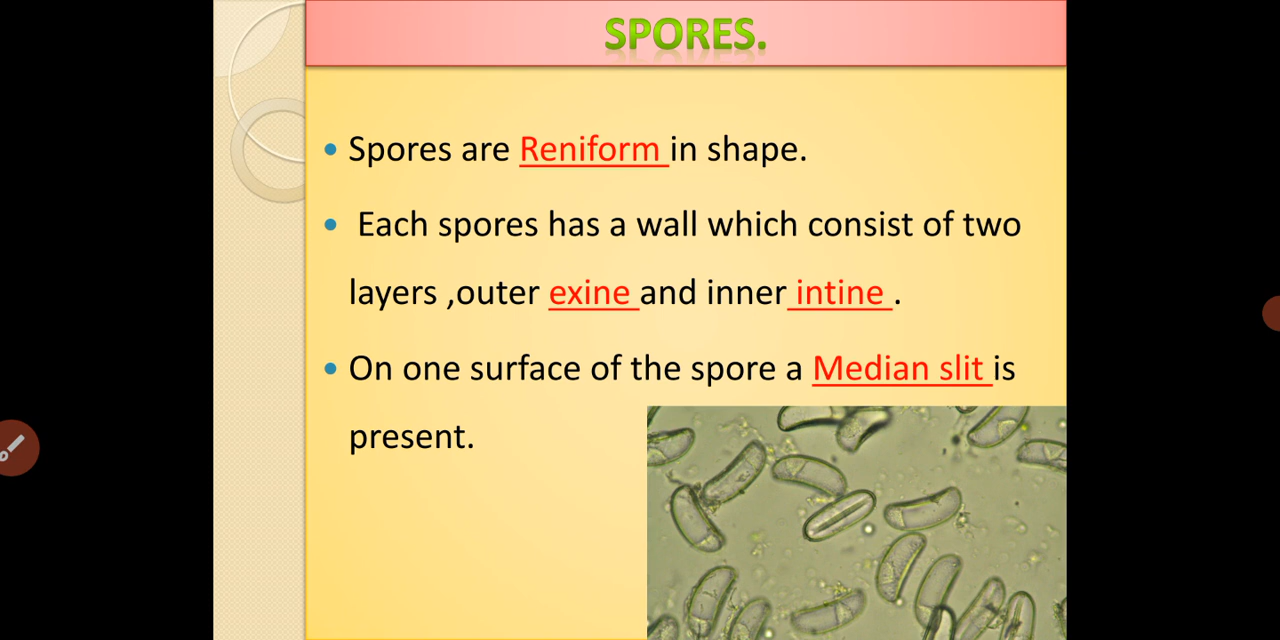 SPORES.
• Spores are Reniform in shape.
• Each spores has a wall which consist of two
layers ,outer exine and inner intine .
• On one surface of the spore a Median slit is
present.